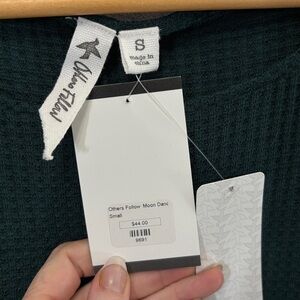 Others Follow
S
made in
china
Others Follow Moon Danc
Small
$44.00
9691